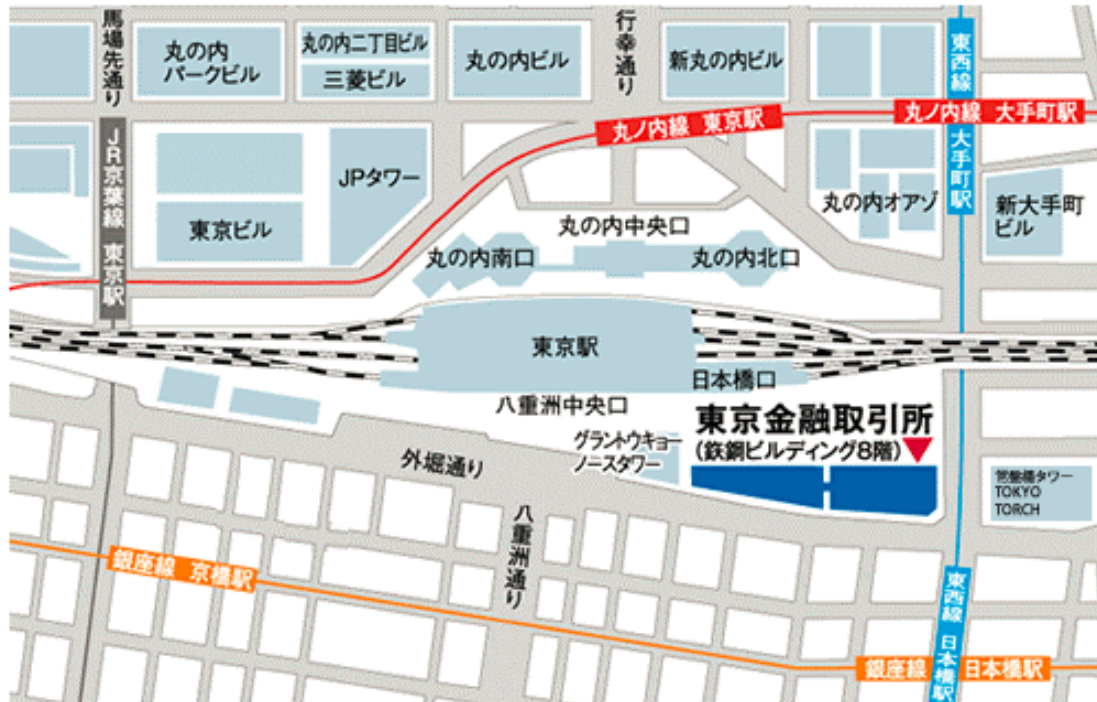 馬場先通り
丸の内
パークビル
丸の内二丁目ビル
三菱ビル
丸の内ビル
行幸通り
新丸の内ビル
東西線 大手町駅
丸ノ内線 東京駅
丸ノ内線 大手町駅
JR京葉線 東京駅
東京ビル
JPタワー
丸の内オアゾ
新大手町
ビル
丸の内中央口
丸の内南口
丸の内北口
東京駅
日本橋口
八重洲中央口
東京金融取引所
(鉄鋼ビルディング8階)
グラントウキョー
ノースタワー
外堀通り
常盤橋タワー
TOKYO
TORCH
八重洲通り
銀座線 京橋駅
東西線 日本橋駅
銀座線 日本橋駅